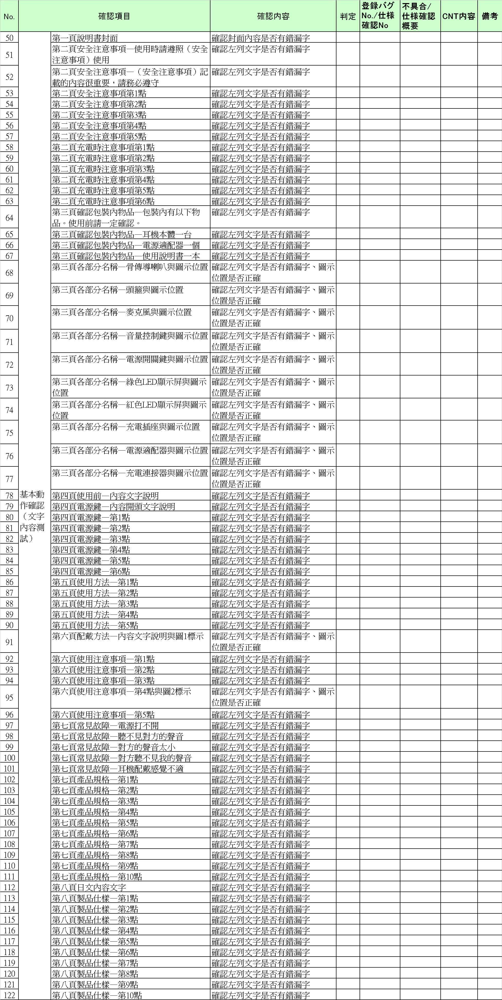 No. 確認項目 確認内容 判定 登録バグNo./仕様確認No 不具合/仕様確認概要 CNT内容 備考
基本動作確認（文字內容測試）
50 第一頁說明書封面 確認封面內容是否有錯漏字
51 第二頁安全注意事項—使用時請遵照（安全注意事項）使用 確認左列文字是否有錯漏字
52 第二頁安全注意事項—（安全注意事項）記載的內容很重要，請務必遵守 確認左列文字是否有錯漏字
53 第二頁安全注意事項第1點 確認左列文字是否有錯漏字
54 第二頁安全注意事項第2點 確認左列文字是否有錯漏字
55 第二頁安全注意事項第3點 確認左列文字是否有錯漏字
56 第二頁安全注意事項第4點 確認左列文字是否有錯漏字
57 第二頁安全注意事項第5點 確認左列文字是否有錯漏字
58 第二頁充電時注意事項第1點 確認左列文字是否有錯漏字
59 第二頁充電時注意事項第2點 確認左列文字是否有錯漏字
60 第二頁充電時注意事項第3點 確認左列文字是否有錯漏字
61 第二頁充電時注意事項第4點 確認左列文字是否有錯漏字
62 第二頁充電時注意事項第5點 確認左列文字是否有錯漏字
63 第二頁充電時注意事項第6點 確認左列文字是否有錯漏字
64 第三頁確認包裝內物品—包裝內有以下物品。使用前請一定確認。 確認左列文字是否有錯漏字
65 第三頁確認包裝內物品—耳機本體一台 確認左列文字是否有錯漏字
66 第三頁確認包裝內物品—電源適配器一個 確認左列文字是否有錯漏字
67 第三頁確認包裝內物品—使用說明書一本 確認左列文字是否有錯漏字
68 第三頁各部分名稱—骨傳導喇叭與圖示位置 確認左列文字是否有錯漏字、圖示位置是否正確
69 第三頁各部分名稱—頭箍與圖示位置 確認左列文字是否有錯漏字、圖示位置是否正確
70 第三頁各部分名稱—麥克風與圖示位置 確認左列文字是否有錯漏字、圖示位置是否正確
71 第三頁各部分名稱—音量控制鍵與圖示位置 確認左列文字是否有錯漏字、圖示位置是否正確
72 第三頁各部分名稱—電源開關鍵與圖示位置 確認左列文字是否有錯漏字、圖示位置是否正確
73 第三頁各部分名稱—綠色LED顯示屏與圖示位置 確認左列文字是否有錯漏字、圖示位置是否正確
74 第三頁各部分名稱—紅色LED顯示屏與圖示位置 確認左列文字是否有錯漏字、圖示位置是否正確
75 第三頁各部分名稱—充電插座與圖示位置 確認左列文字是否有錯漏字、圖示位置是否正確
76 第三頁各部分名稱—電源適配器與圖示位置 確認左列文字是否有錯漏字、圖示位置是否正確
77 第三頁各部分名稱—充電連接器與圖示位置 確認左列文字是否有錯漏字、圖示位置是否正確
78 第四頁使用前—內容文字說明 確認左列文字是否有錯漏字
79 第四頁電源鍵—內容開頭文字說明 確認左列文字是否有錯漏字
80 第四頁電源鍵—第1點 確認左列文字是否有錯漏字
81 第四頁電源鍵—第2點 確認左列文字是否有錯漏字
82 第四頁電源鍵—第3點 確認左列文字是否有錯漏字
83 第四頁電源鍵—第4點 確認左列文字是否有錯漏字
84 第四頁電源鍵—第5點 確認左列文字是否有錯漏字
85 第四頁電源鍵—第6點 確認左列文字是否有錯漏字
86 第五頁使用方法—第1點 確認左列文字是否有錯漏字
87 第五頁使用方法—第2點 確認左列文字是否有錯漏字
88 第五頁使用方法—第3點 確認左列文字是否有錯漏字
89 第五頁使用方法—第4點 確認左列文字是否有錯漏字
90 第五頁使用方法—第5點 確認左列文字是否有錯漏字
91 第六頁配戴方法—內容文字說明與圖1標示 確認左列文字是否有錯漏字、圖示位置是否正確
92 第六頁使用注意事項—第1點 確認左列文字是否有錯漏字
93 第六頁使用注意事項—第2點 確認左列文字是否有錯漏字
94 第六頁使用注意事項—第3點 確認左列文字是否有錯漏字
95 第六頁使用注意事項—第4點與圖2標示 確認左列文字是否有錯漏字、圖示位置是否正確
96 第六頁使用注意事項—第5點 確認左列文字是否有錯漏字
97 第七頁常見故障—電源打不開 確認左列文字是否有錯漏字
98 第七頁常見故障—聽不見對方的聲音 確認左列文字是否有錯漏字
99 第七頁常見故障—對方的聲音太小 確認左列文字是否有錯漏字
100 第七頁常見故障—對方聽不見我的聲音 確認左列文字是否有錯漏字
101 第七頁常見故障—耳機配戴感覺不適 確認左列文字是否有錯漏字
102 第七頁產品規格—第1點 確認左列文字是否有錯漏字
103 第七頁產品規格—第2點 確認左列文字是否有錯漏字
104 第七頁產品規格—第3點 確認左列文字是否有錯漏字
105 第七頁產品規格—第4點 確認左列文字是否有錯漏字
106 第七頁產品規格—第5點 確認左列文字是否有錯漏字
107 第七頁產品規格—第6點 確認左列文字是否有錯漏字
108 第七頁產品規格—第7點 確認左列文字是否有錯漏字
109 第七頁產品規格—第8點 確認左列文字是否有錯漏字
110 第七頁產品規格—第9點 確認左列文字是否有錯漏字
111 第七頁產品規格—第10點 確認左列文字是否有錯漏字
112 第八頁日文內容文字 確認左列文字是否有錯漏字
113 第八頁製品仕樣—第1點 確認左列文字是否有錯漏字
114 第八頁製品仕樣—第2點 確認左列文字是否有錯漏字
115 第八頁製品仕樣—第3點 確認左列文字是否有錯漏字
116 第八頁製品仕樣—第4點 確認左列文字是否有錯漏字
117 第八頁製品仕樣—第5點 確認左列文字是否有錯漏字
118 第八頁製品仕樣—第6點 確認左列文字是否有錯漏字
119 第八頁製品仕樣—第7點 確認左列文字是否有錯漏字
120 第八頁製品仕樣—第8點 確認左列文字是否有錯漏字
121 第八頁製品仕樣—第9點 確認左列文字是否有錯漏字
122 第八頁製品仕樣—第10點 確認左列文字是否有錯漏字